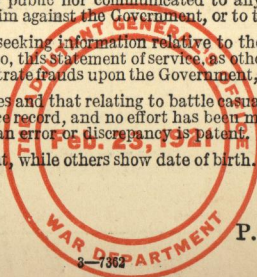 public nor communicated to any
im against the Government, or to t
seeking information relative to the
o, this statement of service, as othe
trate frauds upon the Government,
es and that relating to battle casua
ce record, and no effort has been m
an error or discrepancy is patent,
t, while others show date of birth.
THE ADJUTANT GENERAL'S OFFICE
Feb. 23, 1921
WAR DEPARTMENT
P.
3—7362